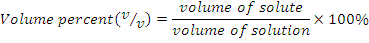 Volume percent(v/v) = volume of solute / volume of solution × 100%